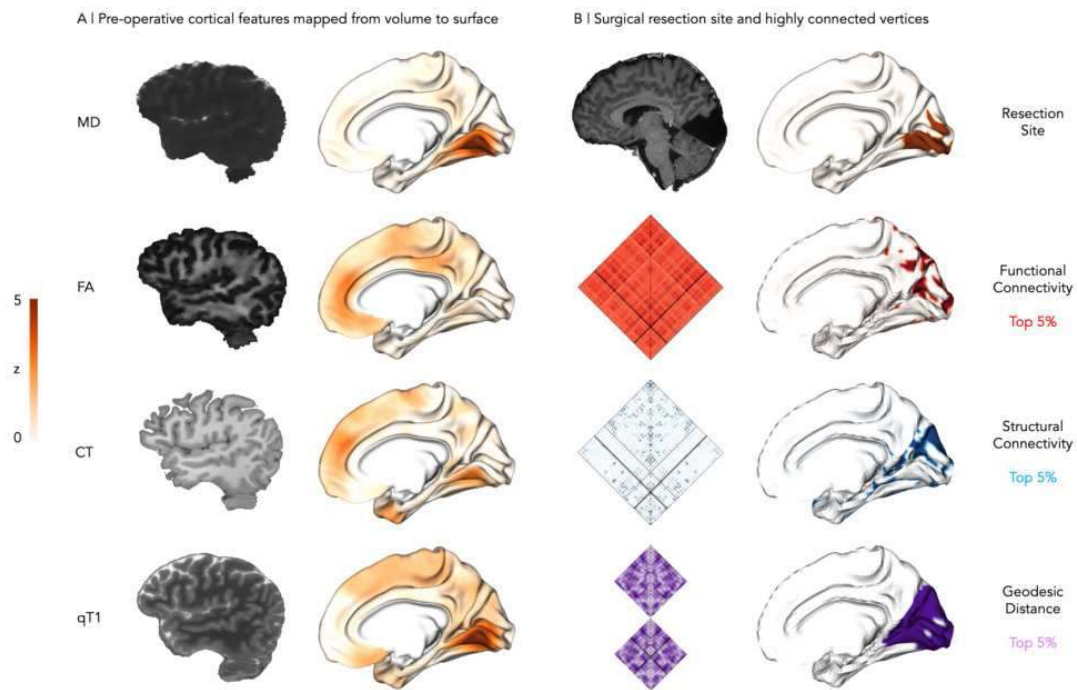 A | Pre-operative cortical features mapped from volume to surface
B | Surgical resection site and highly connected vertices
MD
Resection
Site
FA
Functional
Connectivity
Top 5%
5
z
0
CT
Structural
Connectivity
Top 5%
qT1
Geodesic
Distance
Top 5%